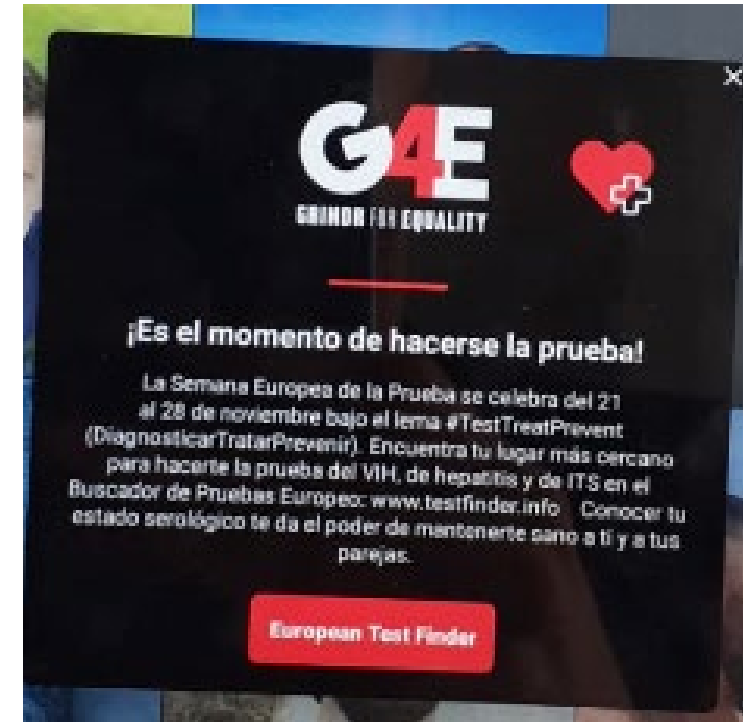 G4E
GRINDR FOR EQUALITY
¡Es el momento de hacerse la prueba!
La Semana Europea de la Prueba se celebra del 21
al 28 de noviembre bajo el lema #TestTreatPrevent
(DiagnosticarTratarPrevenir). Encuentra tu lugar más cercano
para hacerte la prueba del VIH, de hepatitis y de ITS en el
Buscador de Pruebas Europeo: www.testfinder.info Conocer tu
estado serológico te da el poder de mantenerte sano a ti y a tus
parejas.
European Test Finder